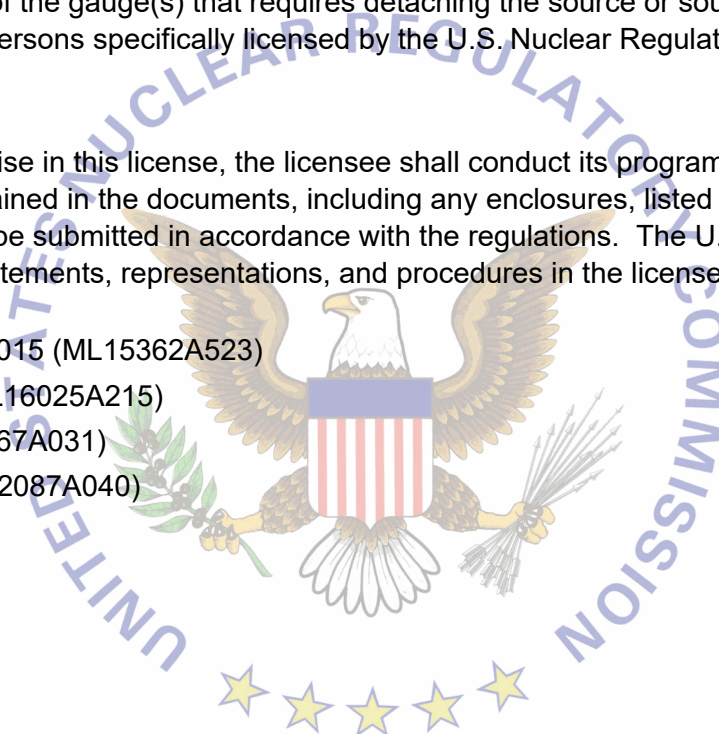 of the gauge(s) that requires detaching the source or sou
ersons specifically licensed by the U.S. Nuclear Regulat
ise in this license, the licensee shall conduct its program
ained in the documents, including any enclosures, listed
be submitted in accordance with the regulations.  The U.
tements, representations, and procedures in the license
015 (ML15362A523)
L16025A215)
67A031)
2087A040)
UNITED STATES NUCLEAR REGULATORY COMMISSION